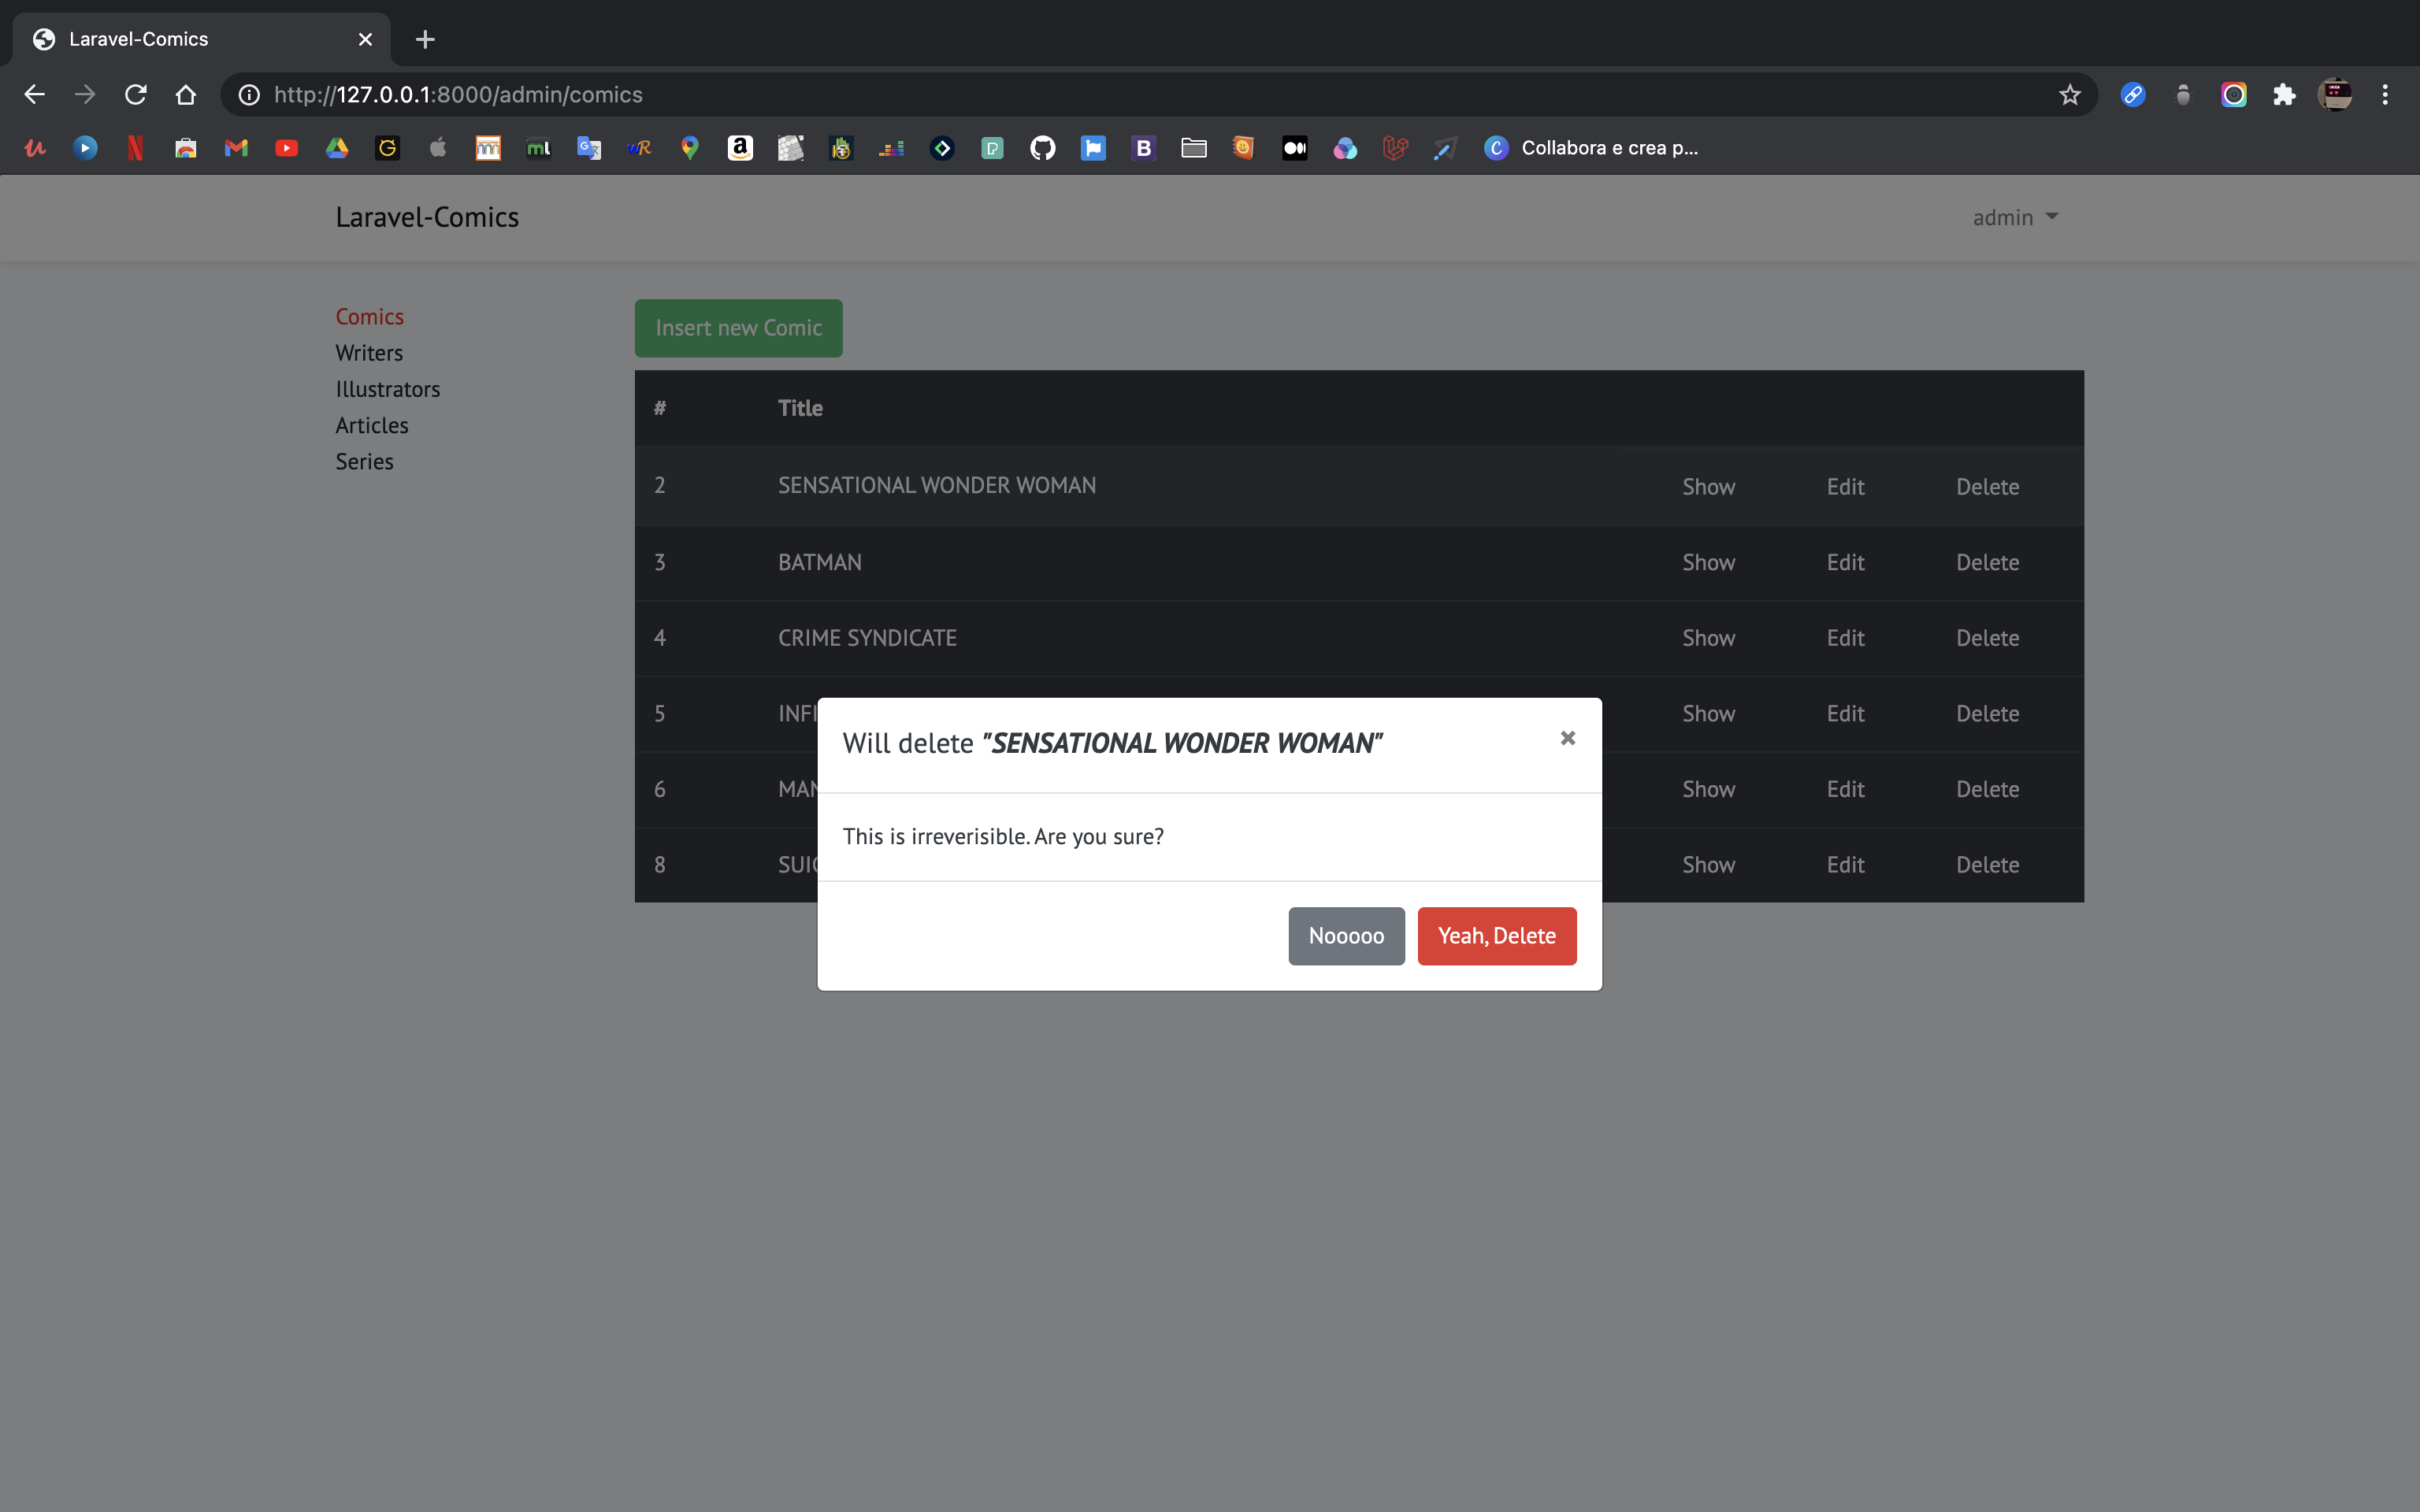 Laravel-Comics
http://127.0.0.1:8000/admin/comics
Collabora e crea p...
Laravel-Comics
admin
Comics
Writers
Illustrators
Articles
Series
Insert new Comic
# Title
2 SENSATIONAL WONDER WOMAN Show Edit Delete
3 BATMAN Show Edit Delete
4 CRIME SYNDICATE Show Edit Delete
5 INFI Show Edit Delete
6 MAN Show Edit Delete
8 SUIC Show Edit Delete
Will delete "SENSATIONAL WONDER WOMAN"
This is irreverisible. Are you sure?
Nooooo Yeah, Delete